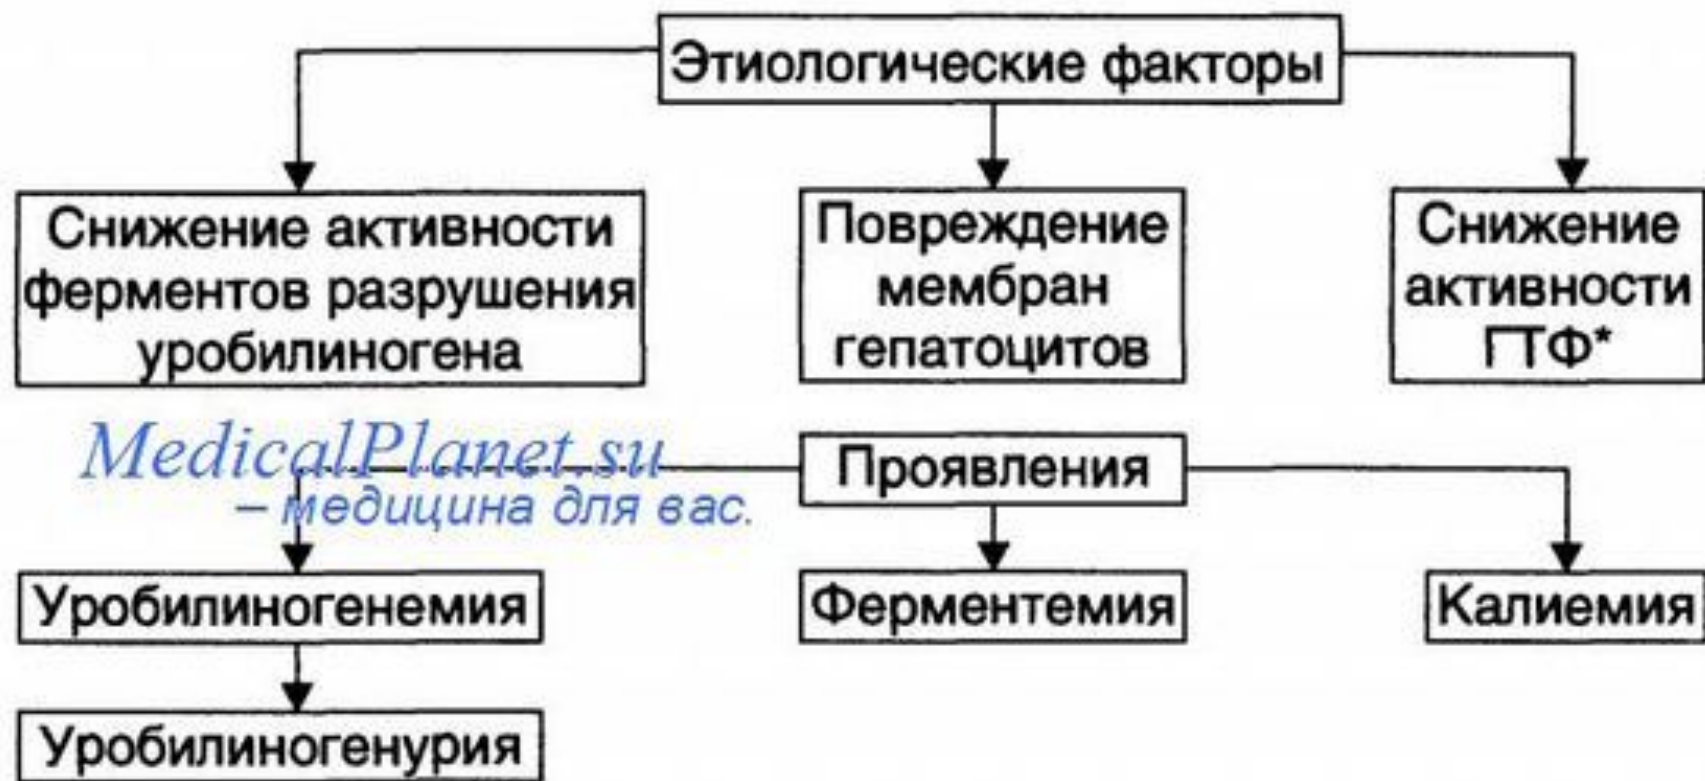 Этиологические факторы
Снижение активности
ферментов разрушения
уробилиногена
Повреждение
мембран
гепатоцитов
Снижение
активности
ГТФ*
MedicalPlanet.su
– медицина для вас.
Проявления
Уробилиногенемия
Ферментемия
Калиемия
Уробилиногенурия